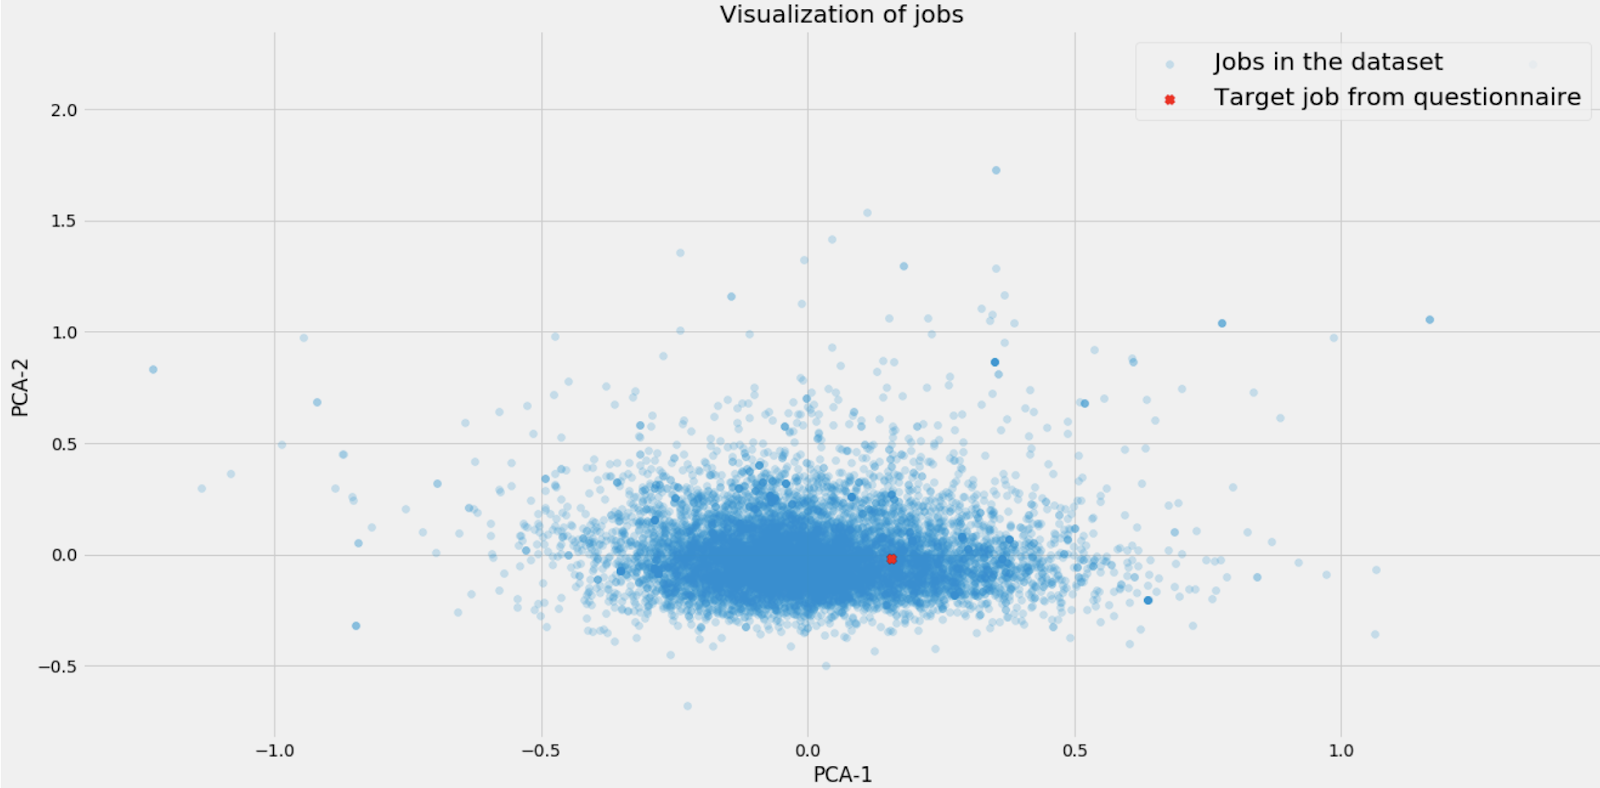 Visualization of jobs
Jobs in the dataset
Target job from questionnaire
2.0
1.5
1.0
0.5
0.0
−0.5
PCA-2
−1.0
−0.5
0.0
0.5
1.0
PCA-1